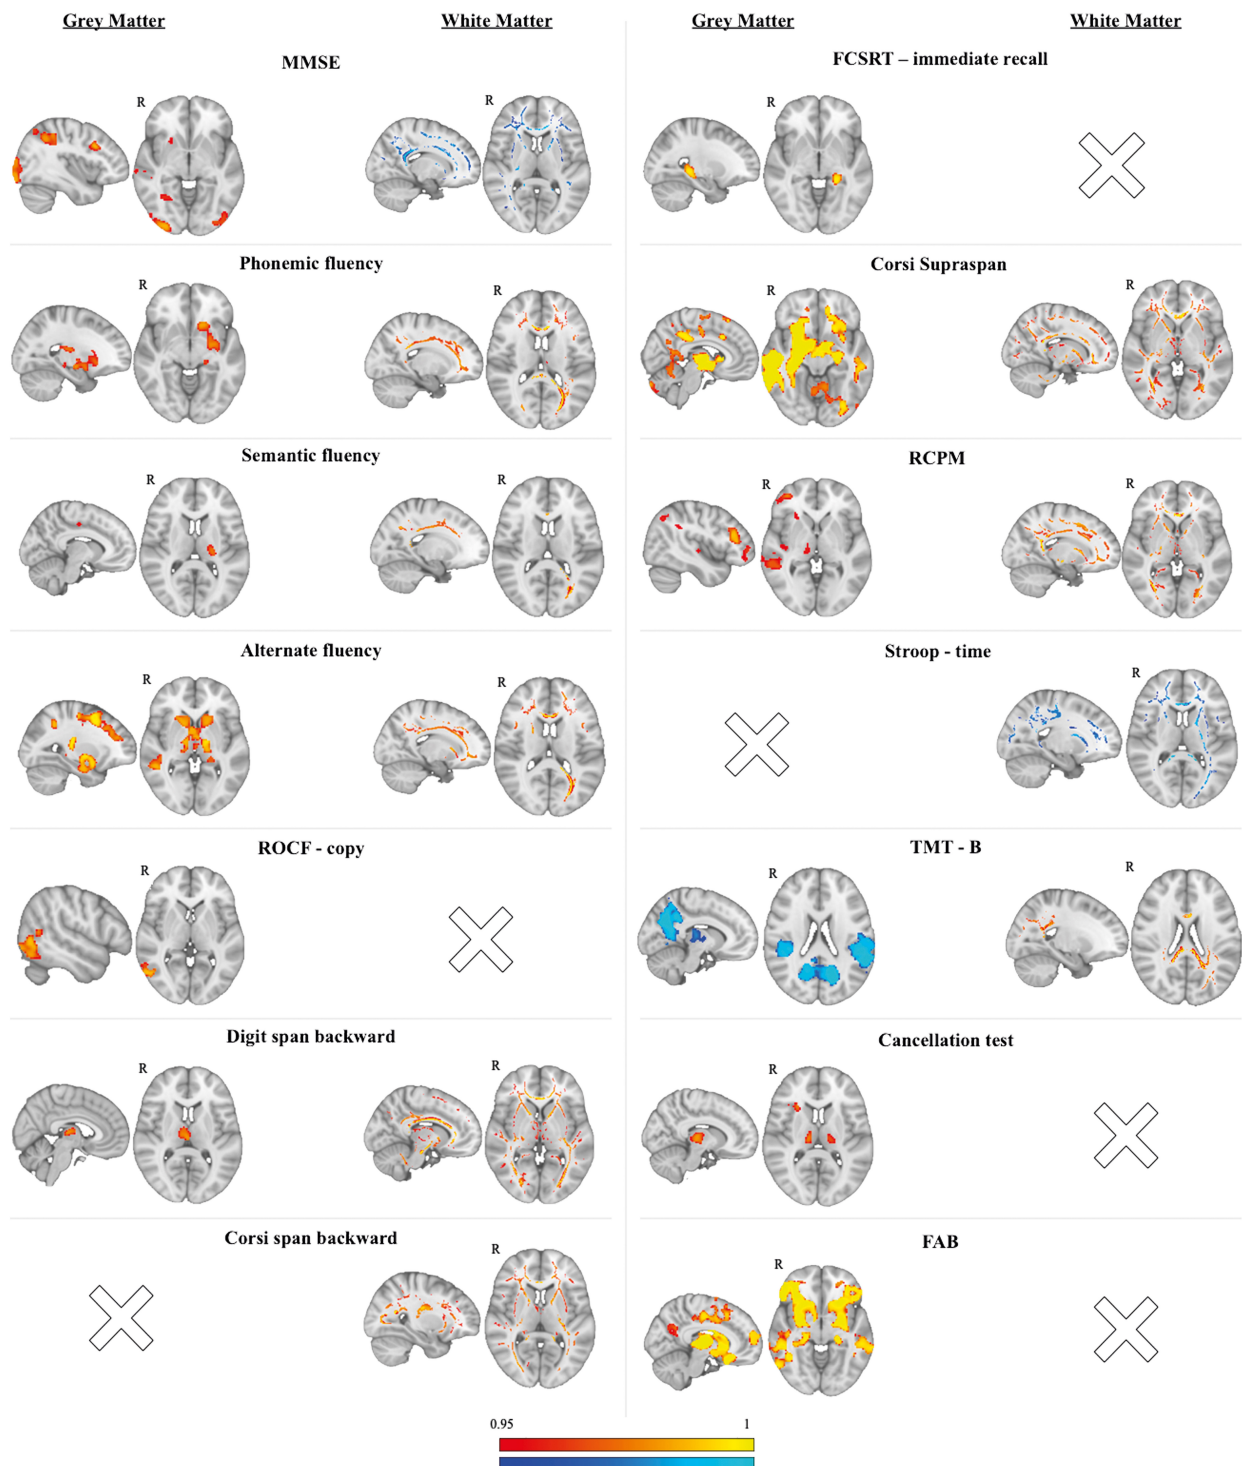 Grey Matter White Matter Grey Matter White Matter
MMSE
R
R
FCSRT – immediate recall
R
Phonemic fluency
R
R
Corsi Supraspan
R
R
Semantic fluency
R
R
RCPM
R
R
Alternate fluency
R
R
Stroop - time
R
ROCF - copy
R
TMT - B
R
R
Digit span backward
R
R
Cancellation test
R
Corsi span backward
R
FAB
R
0.95 1